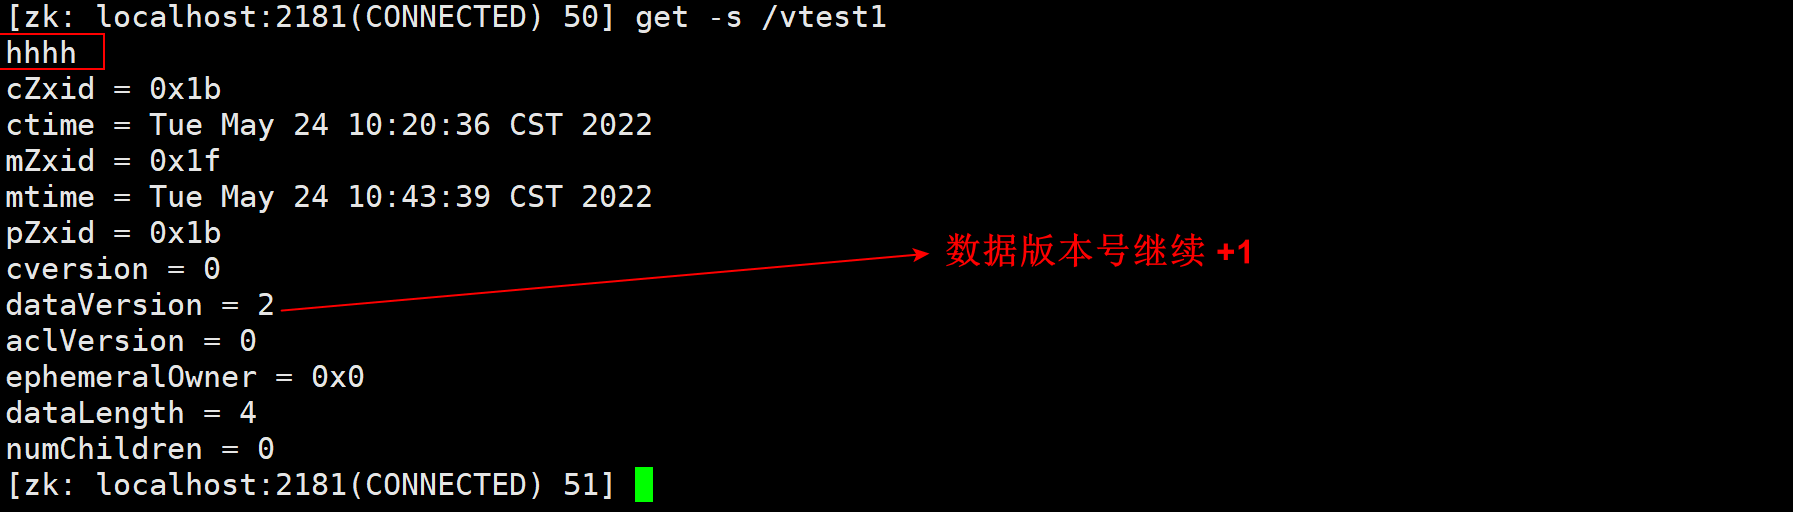 [zk: localhost:2181(CONNECTED) 50] get -s /vtest1
hhhh
cZxid = 0x1b
ctime = Tue May 24 10:20:36 CST 2022
mZxid = 0x1f
mtime = Tue May 24 10:43:39 CST 2022
pZxid = 0x1b
数据版本号继续 +1
cversion = 0
dataVersion = 2
aclVersion = 0
ephemeralOwner = 0x0
dataLength = 4
numChildren = 0
[zk: localhost:2181(CONNECTED) 51]